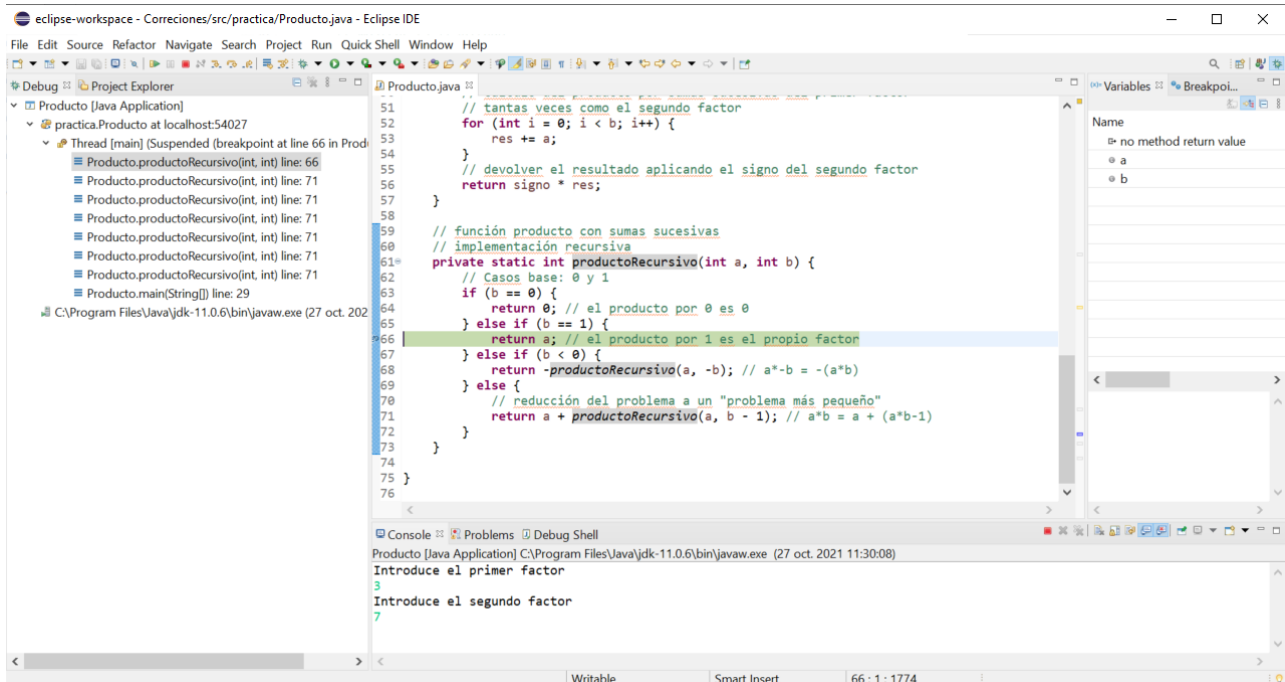 eclipse-workspace - Correciones/src/practica/Producto.java - Eclipse IDE
File Edit Source Refactor Navigate Search Project Run Quick Shell Window Help
Debug Project Explorer
Producto [Java Application]
practica.Producto at localhost:54027
Thread [main] (Suspended (breakpoint at line 66 in Prod
Producto.productoRecursivo(int, int) line: 66
Producto.productoRecursivo(int, int) line: 71
Producto.productoRecursivo(int, int) line: 71
Producto.productoRecursivo(int, int) line: 71
Producto.productoRecursivo(int, int) line: 71
Producto.productoRecursivo(int, int) line: 71
Producto.productoRecursivo(int, int) line: 71
Producto.main(String[]) line: 29
C:\Program Files\Java\jdk-11.0.6\bin\javaw.exe (27 oct. 202
Producto.java
51 // tantas veces como el segundo factor
52 for (int i = 0; i < b; i++) {
53 res += a;
54 }
55 // devolver el resultado aplicando el signo del segundo factor
56 return signo * res;
57 }
58
59 // función producto con sumas sucesivas
60 // implementación recursiva
61 private static int productoRecursivo(int a, int b) {
62 // Casos base: 0 y 1
63 if (b == 0) {
64 return 0; // el producto por 0 es 0
65 } else if (b == 1) {
66 return a; // el producto por 1 es el propio factor
67 } else if (b < 0) {
68 return -productoRecursivo(a, -b); // a*-b = -(a*b)
69 } else {
70 // reducción del problema a un "problema más pequeño"
71 return a + productoRecursivo(a, b - 1); // a*b = a + (a*b-1)
72 }
73 }
74
75 }
76
Variables Breakpoi...
Name
no method return value
a
b
Console Problems Debug Shell
Producto [Java Application] C:\Program Files\Java\jdk-11.0.6\bin\javaw.exe (27 oct. 2021 11:30:08)
Introduce el primer factor
3
Introduce el segundo factor
7
Writable Smart Insert 66 : 1 : 1774